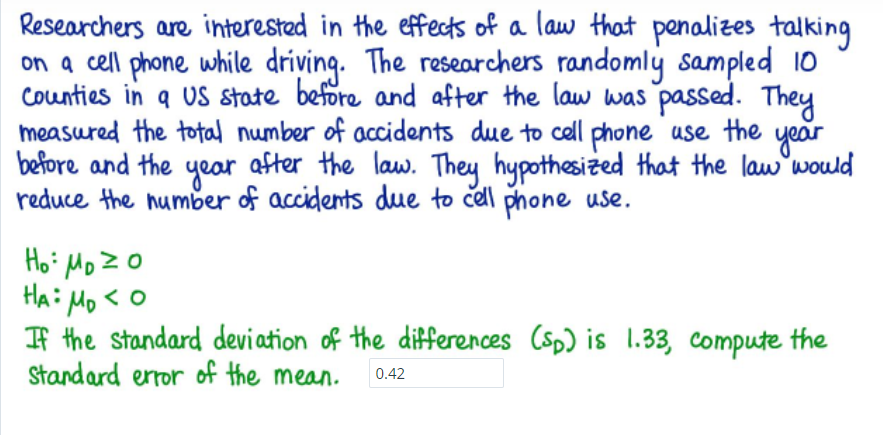 Researchers are interested in the effects of a law that penalizes talking
on a cell phone while driving. The researchers randomly sampled 10
Counties in a US state before and after the law was passed. They
measured the total number of accidents due to cell phone use the year
before and the year after the law. They hypothesized that the law would
reduce the number of accidents due to cell phone use.
H₀: μ_D ≥ 0
H_A: μ_D < 0
If the standard deviation of the differences (s_D) is 1.33, compute the
Standard error of the mean. 0.42